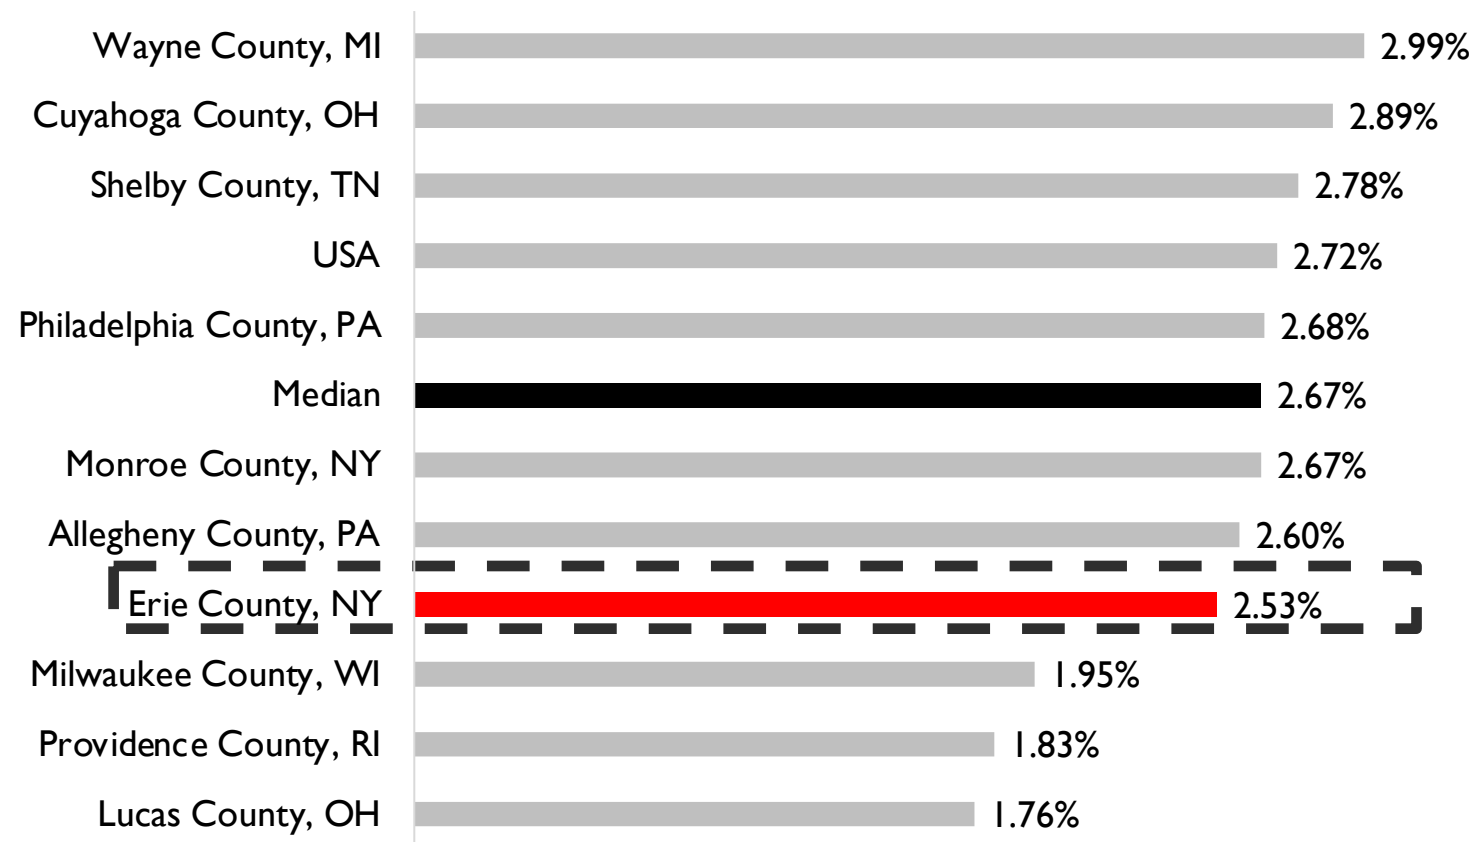 Wayne County, MI 2.99%
Cuyahoga County, OH 2.89%
Shelby County, TN 2.78%
USA 2.72%
Philadelphia County, PA 2.68%
Median 2.67%
Monroe County, NY 2.67%
Allegheny County, PA 2.60%
Erie County, NY 2.53%
Milwaukee County, WI 1.95%
Providence County, RI 1.83%
Lucas County, OH 1.76%